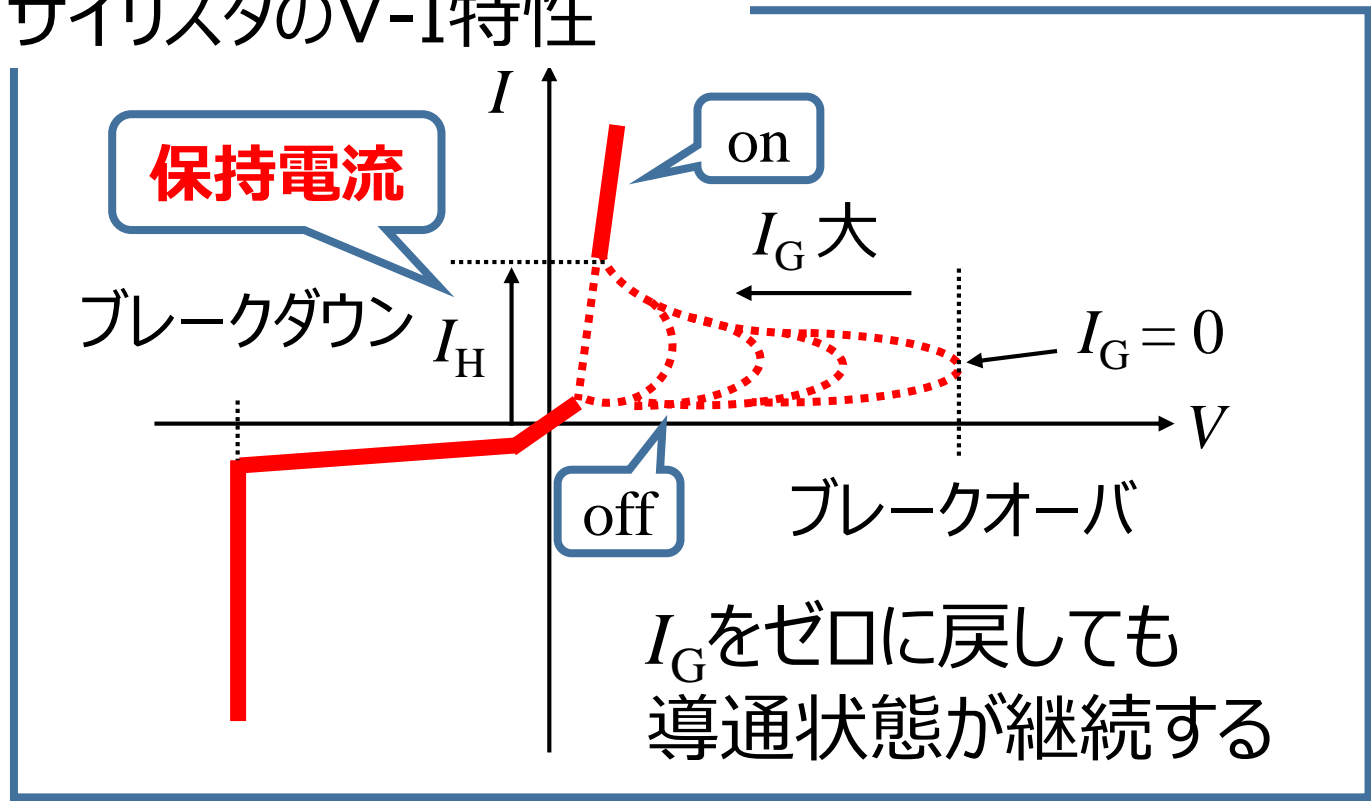 サイリスタのV-I特性
I
保持電流
on
I_G 大
ブレークダウン
I_H
I_G = 0
V
off
ブレークオーバ
I_Gをゼロに戻しても
導通状態が継続する